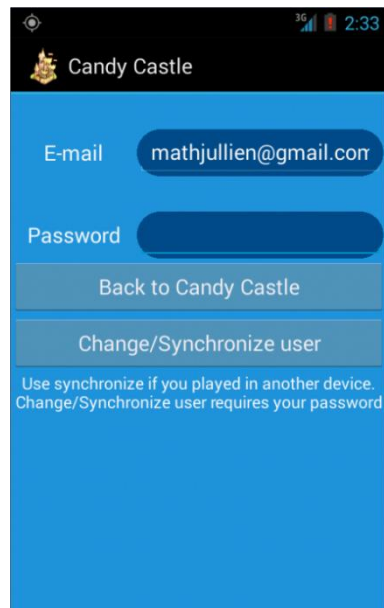 3G 2:33
Candy Castle
E-mail mathjullien@gmail.com
Password
Back to Candy Castle
Change/Synchronize user
Use synchronize if you played in another device.
Change/Synchronize user requires your password